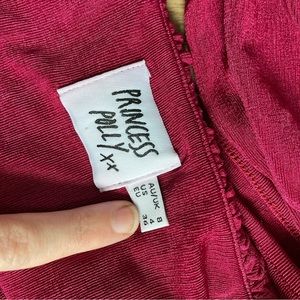 PRINCESS
POLLY xx
AU/UK 8
US 4
EU 36